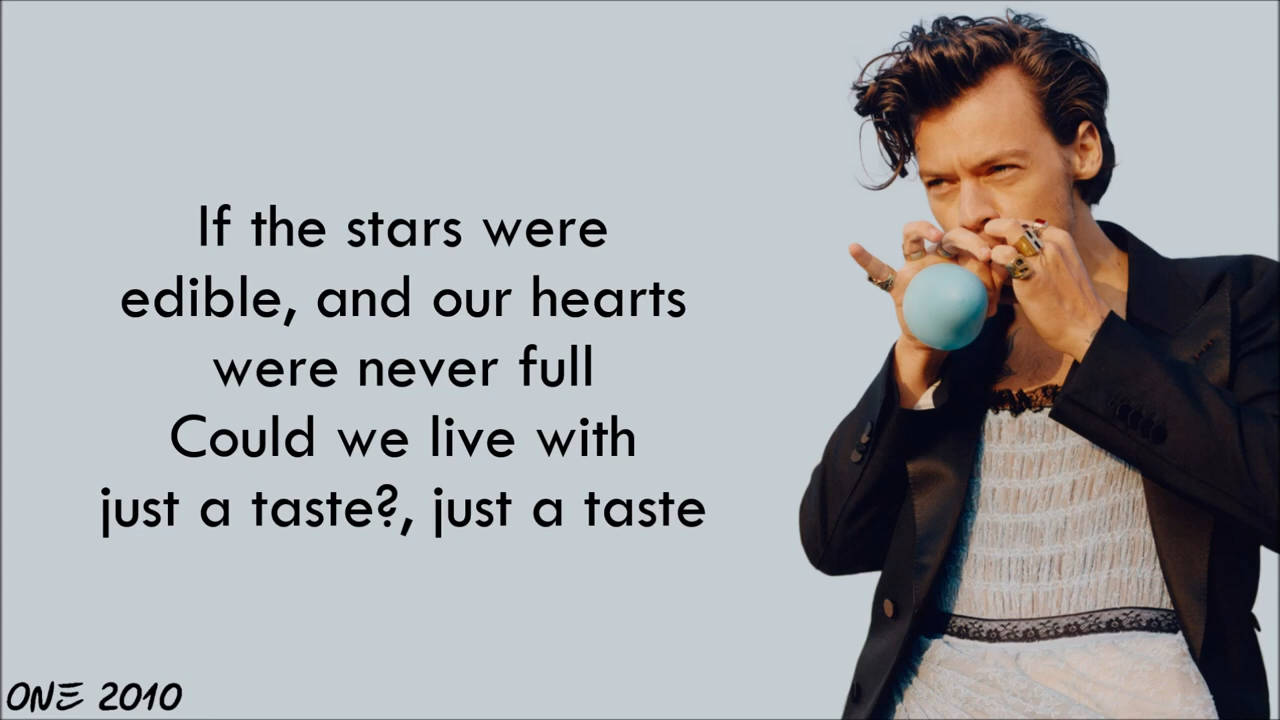 If the stars were
edible, and our hearts
were never full
Could we live with
just a taste?, just a taste
ONE 2010